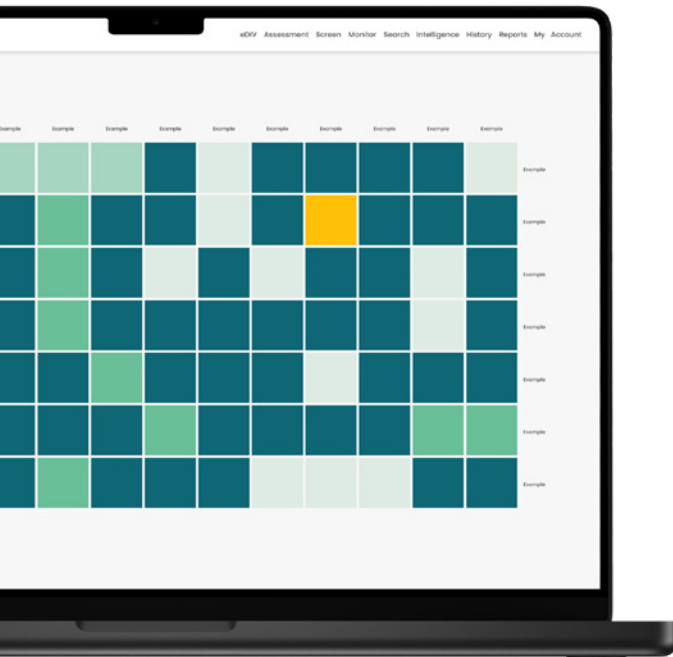 eDIV Assessment Screen Monitor Search Intelligence History Reports My Account
Example Example Example Example Example Example Example Example Example Example
Example
Example
Example
Example
Example
Example
Example